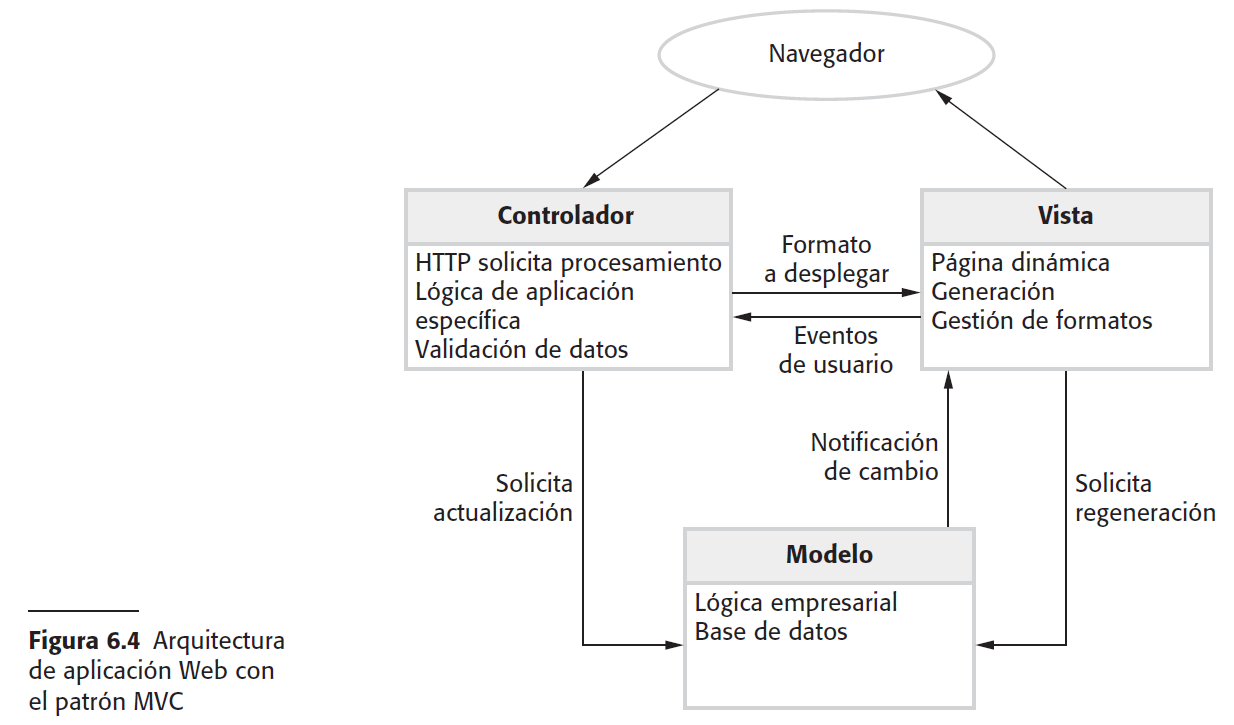 Navegador
Controlador
HTTP solicita procesamiento
Lógica de aplicación
específica
Validación de datos
Formato
a desplegar
Eventos
de usuario
Vista
Página dinámica
Generación
Gestión de formatos
Solicita
actualización
Notificación
de cambio
Solicita
regeneración
Modelo
Lógica empresarial
Base de datos
Figura 6.4 Arquitectura
de aplicación Web con
el patrón MVC